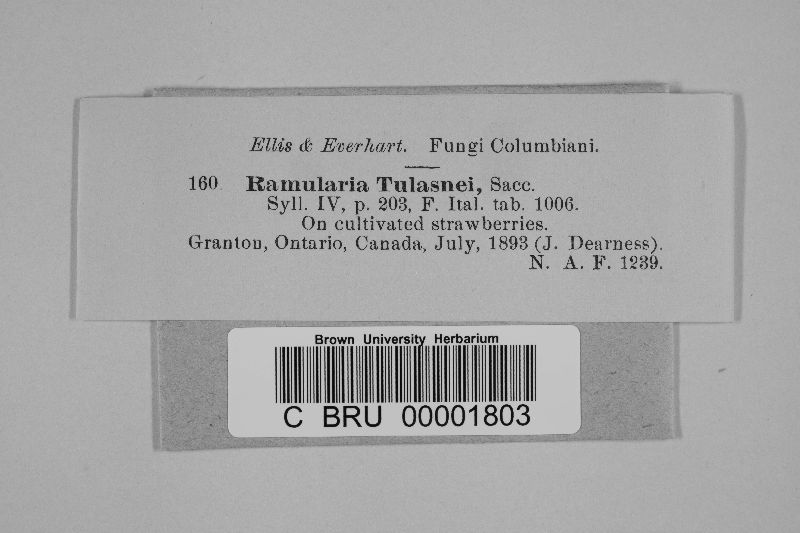 Ellis & Everhart. Fungi Columbiani.
160. Ramularia Tulasnei, Sacc.
Syll. IV, p. 203, F. Ital. tab. 1006.
On cultivated strawberries.
Granton, Ontario, Canada, July, 1893 (J. Dearness).
N. A. F. 1239.
Brown University Herbarium
C BRU 00001803